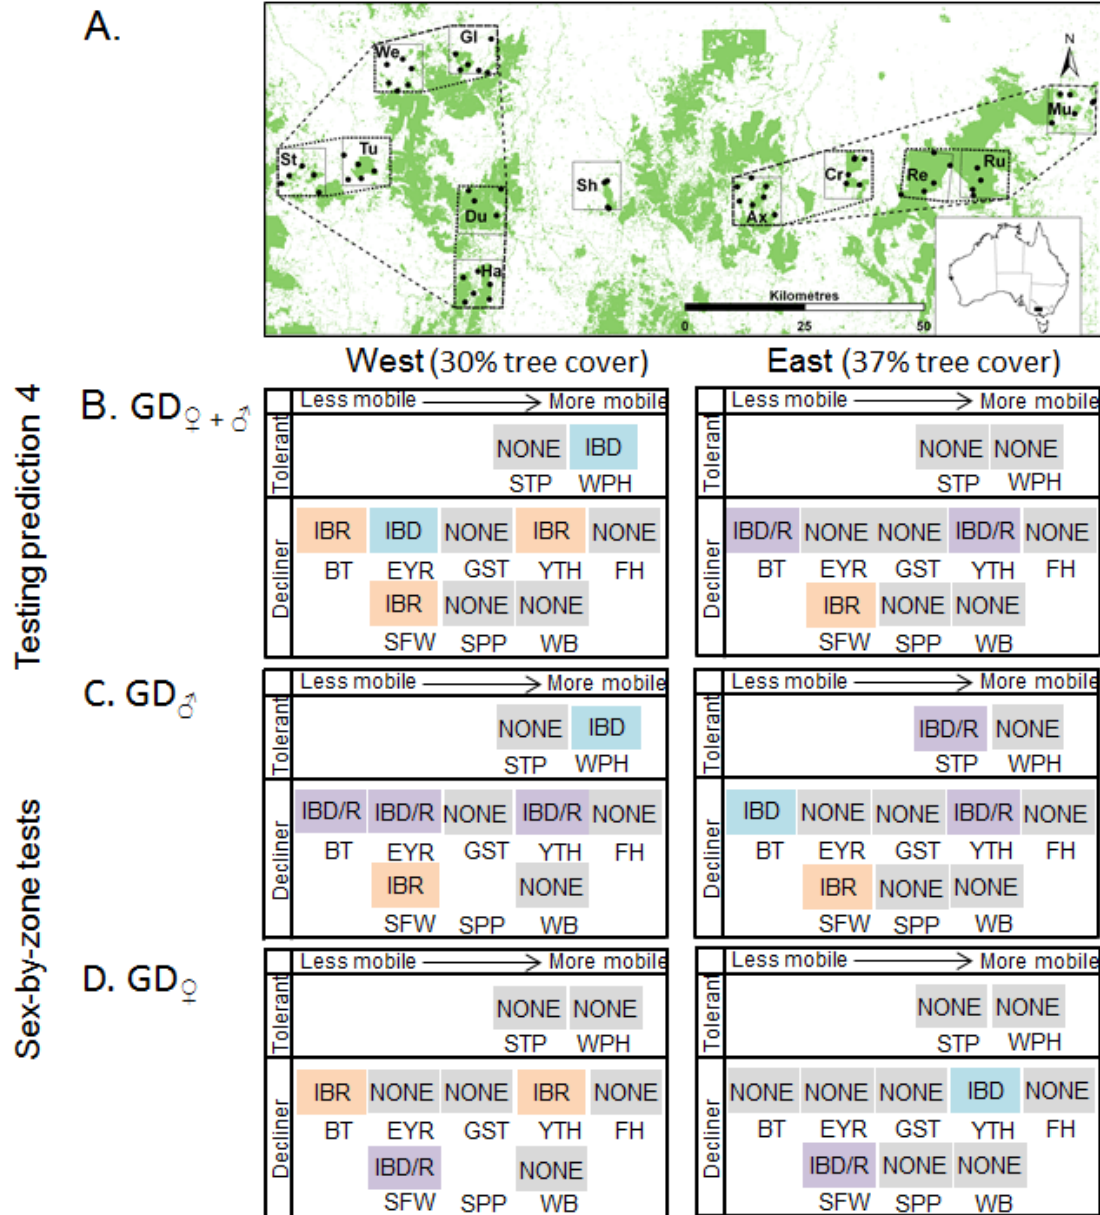 A.
We
Gl
N
Mu
St
Tu
Sh
Du
Cr
Re
Ru
Ax
Ha
Kilometres
0 25 50
West (30% tree cover) East (37% tree cover)
Testing prediction 4
B. GD♀ + ♂
Less mobile → More mobile
Tolerant
NONE IBD
STP WPH
Decliner
IBR IBD NONE IBR NONE
BT EYR GST YTH FH
IBR NONE NONE
SFW SPP WB
Less mobile → More mobile
Tolerant
NONE NONE
STP WPH
Decliner
IBD/R NONE NONE IBD/R NONE
BT EYR GST YTH FH
IBR NONE NONE
SFW SPP WB
Sex-by-zone tests
C. GD♂
Less mobile → More mobile
Tolerant
NONE IBD
STP WPH
Decliner
IBD/R IBD/R NONE IBD/R NONE
BT EYR GST YTH FH
IBR NONE
SFW SPP WB
Less mobile → More mobile
Tolerant
IBD/R NONE
STP WPH
Decliner
IBD NONE NONE IBD/R NONE
BT EYR GST YTH FH
IBR NONE NONE
SFW SPP WB
D. GD♀
Less mobile → More mobile
Tolerant
NONE NONE
STP WPH
Decliner
IBR NONE NONE IBR NONE
BT EYR GST YTH FH
IBD/R NONE
SFW SPP WB
Less mobile → More mobile
Tolerant
NONE NONE
STP WPH
Decliner
NONE NONE NONE IBD NONE
BT EYR GST YTH FH
IBD/R NONE NONE
SFW SPP WB